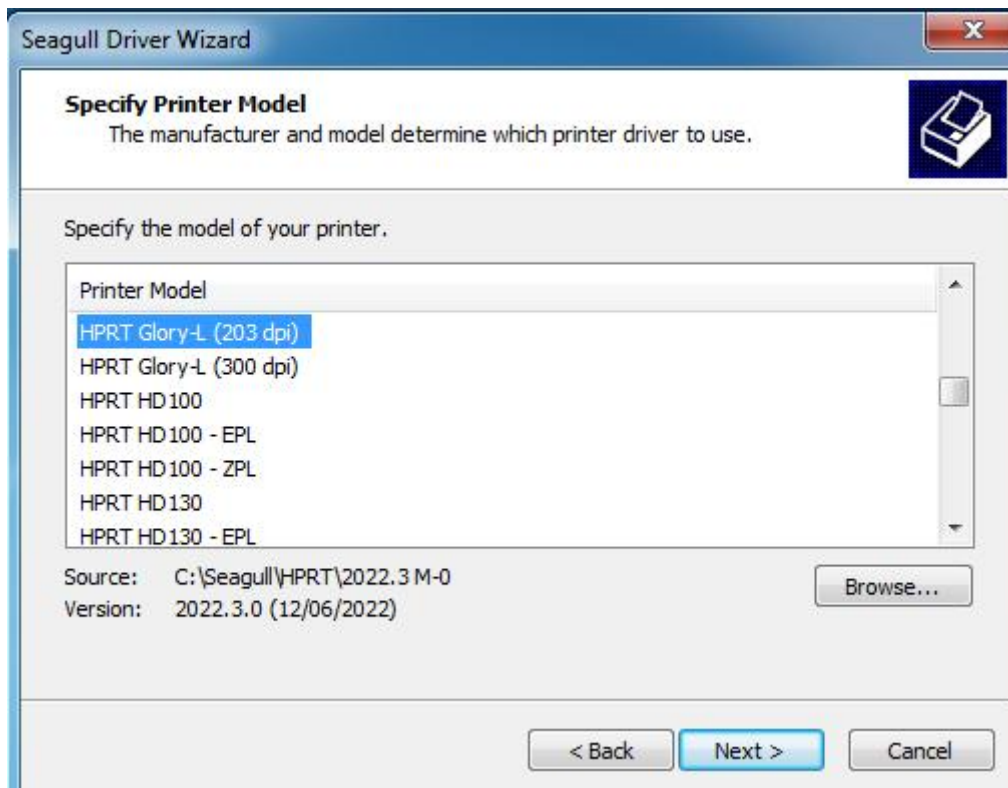 Seagull Driver Wizard
Specify Printer Model
The manufacturer and model determine which printer driver to use.
Specify the model of your printer.
Printer Model
HPRT Glory-L (203 dpi)
HPRT Glory-L (300 dpi)
HPRT HD100
HPRT HD100 - EPL
HPRT HD100 - ZPL
HPRT HD130
HPRT HD130 - EPL
Source: C:\Seagull\HPRT\2022.3 M-0
Version: 2022.3.0 (12/06/2022)
Browse...
< Back Next > Cancel